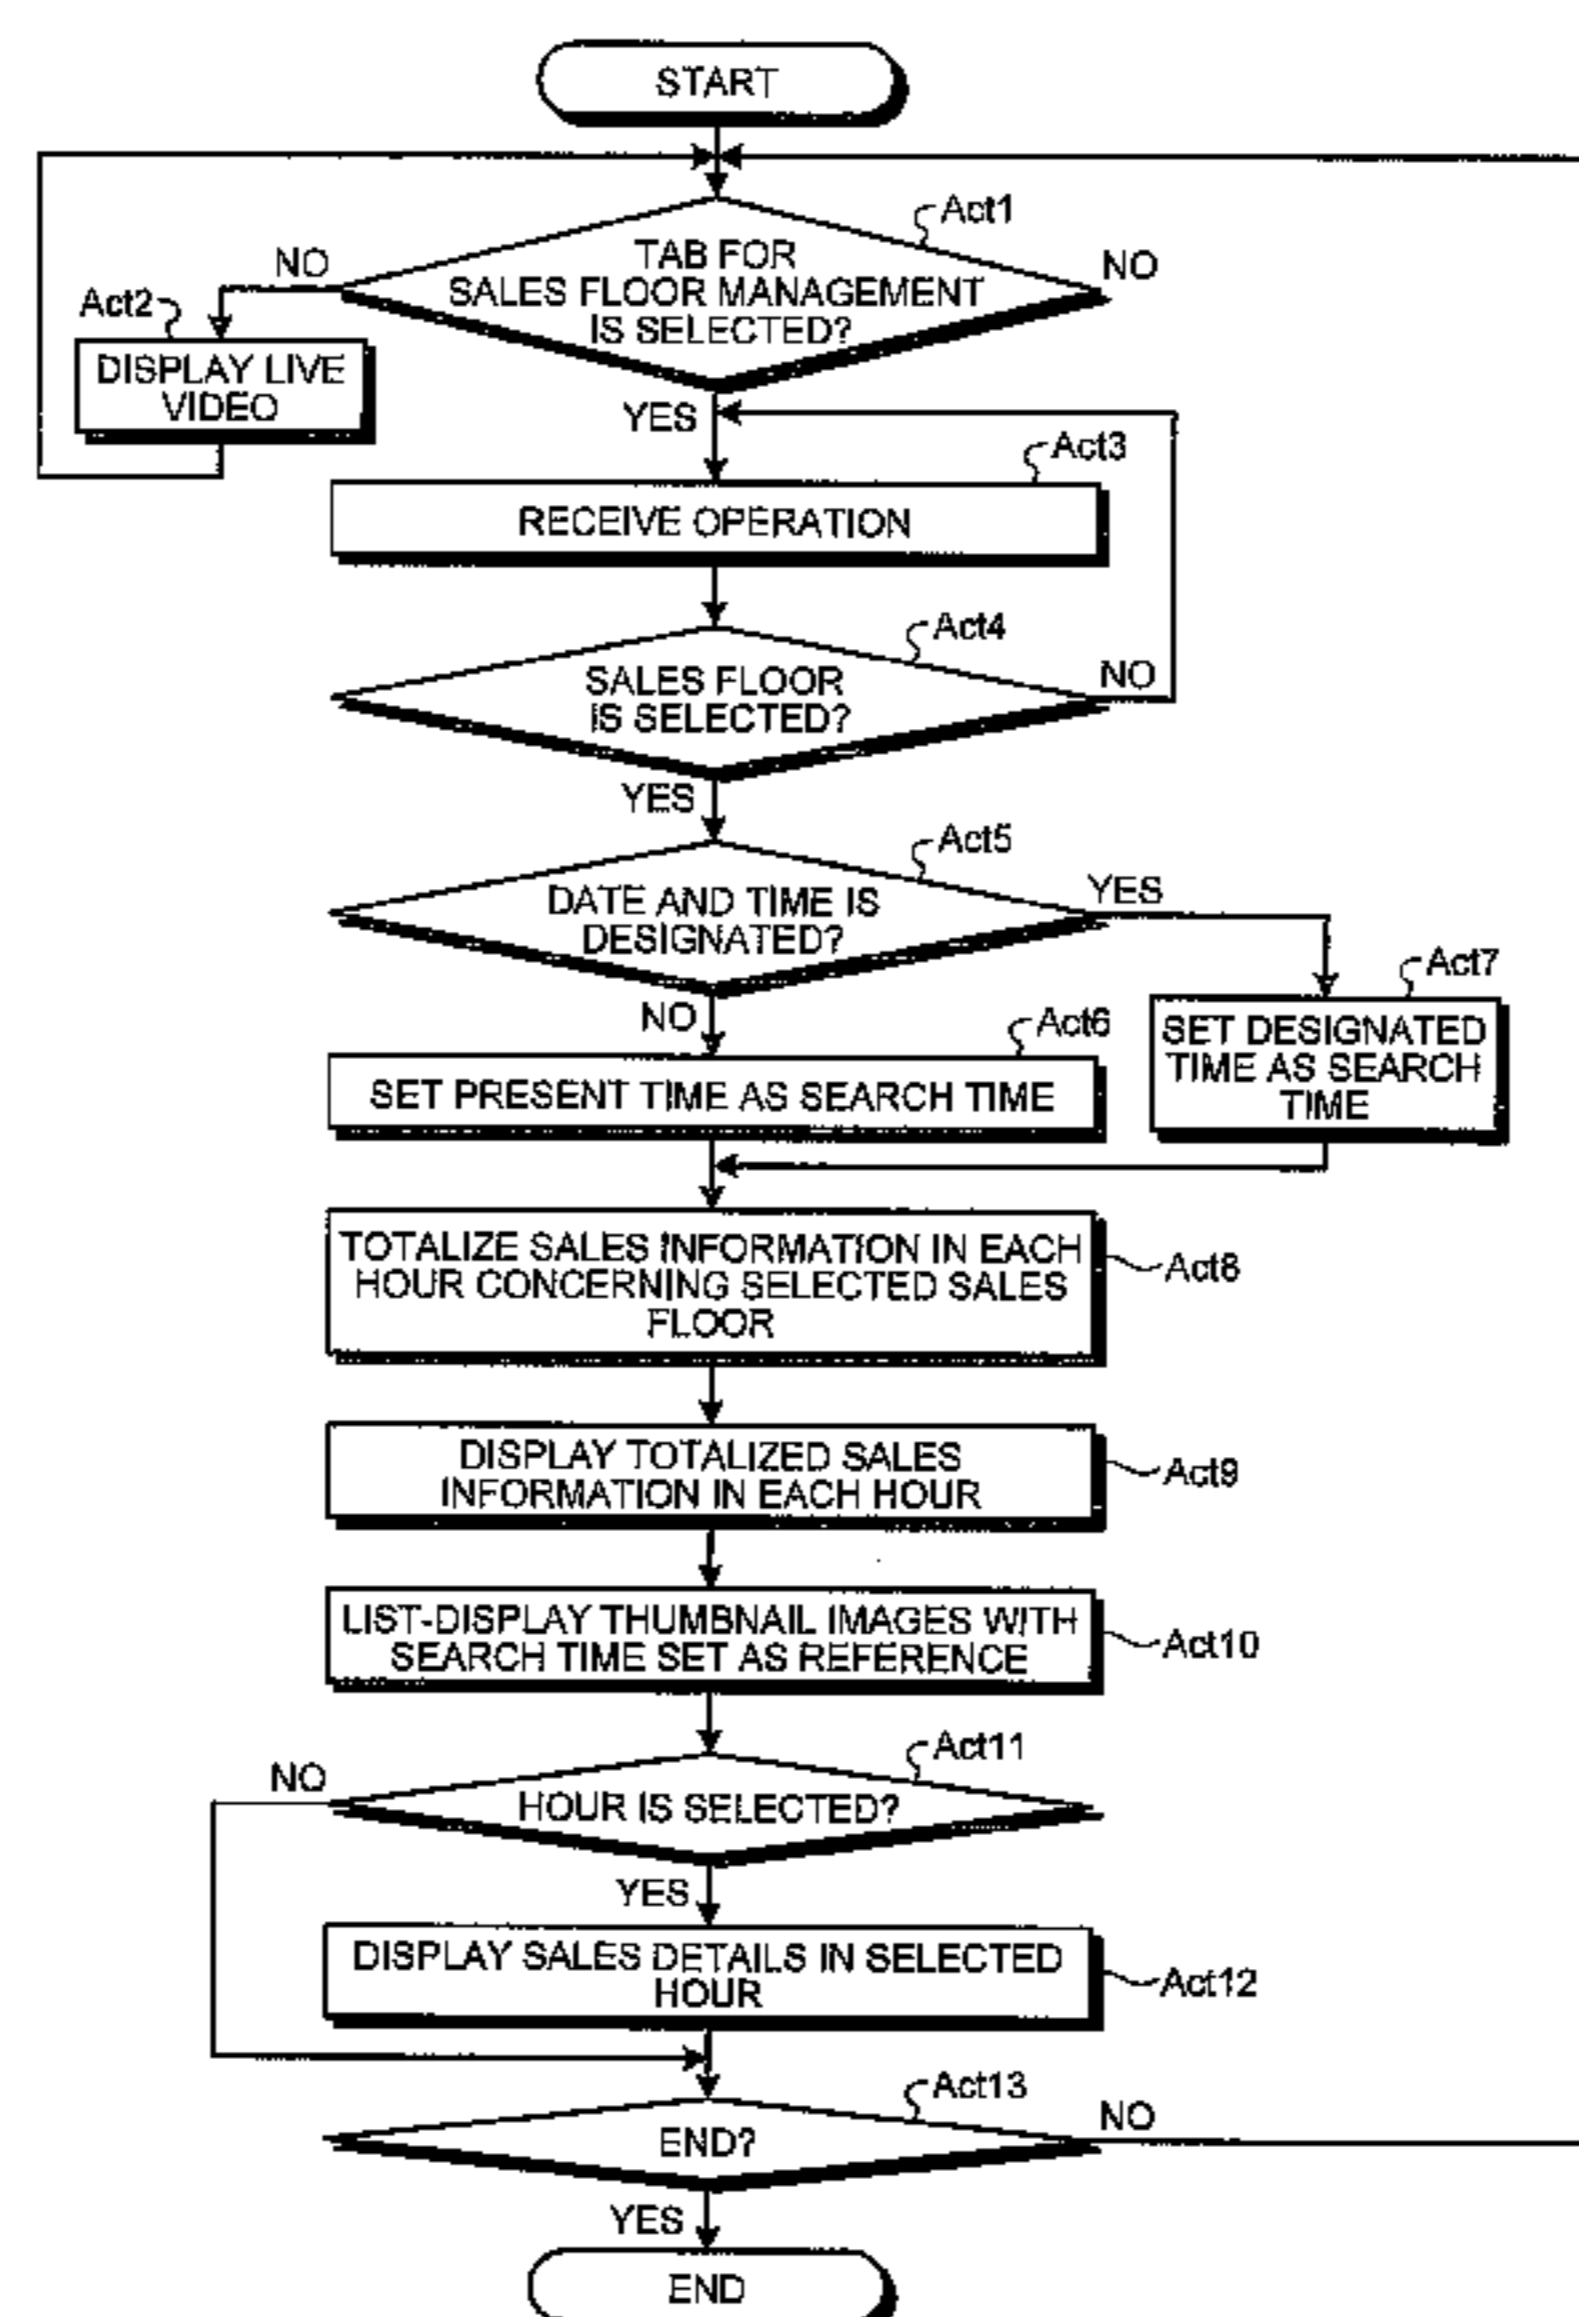 START
Act1
TAB FOR
SALES FLOOR MANAGEMENT
IS SELECTED?
NO
NO
Act2
DISPLAY LIVE
VIDEO
YES
Act3
RECEIVE OPERATION
Act4
SALES FLOOR
IS SELECTED?
NO
YES
Act5
DATE AND TIME IS
DESIGNATED?
YES
NO
Act6
SET PRESENT TIME AS SEARCH TIME
Act7
SET DESIGNATED
TIME AS SEARCH
TIME
TOTALIZE SALES INFORMATION IN EACH
HOUR CONCERNING SELECTED SALES
FLOOR
Act8
DISPLAY TOTALIZED SALES
INFORMATION IN EACH HOUR
Act9
LIST-DISPLAY THUMBNAIL IMAGES WITH
SEARCH TIME SET AS REFERENCE
Act10
Act11
HOUR IS SELECTED?
NO
YES
DISPLAY SALES DETAILS IN SELECTED
HOUR
Act12
Act13
END?
NO
YES
END